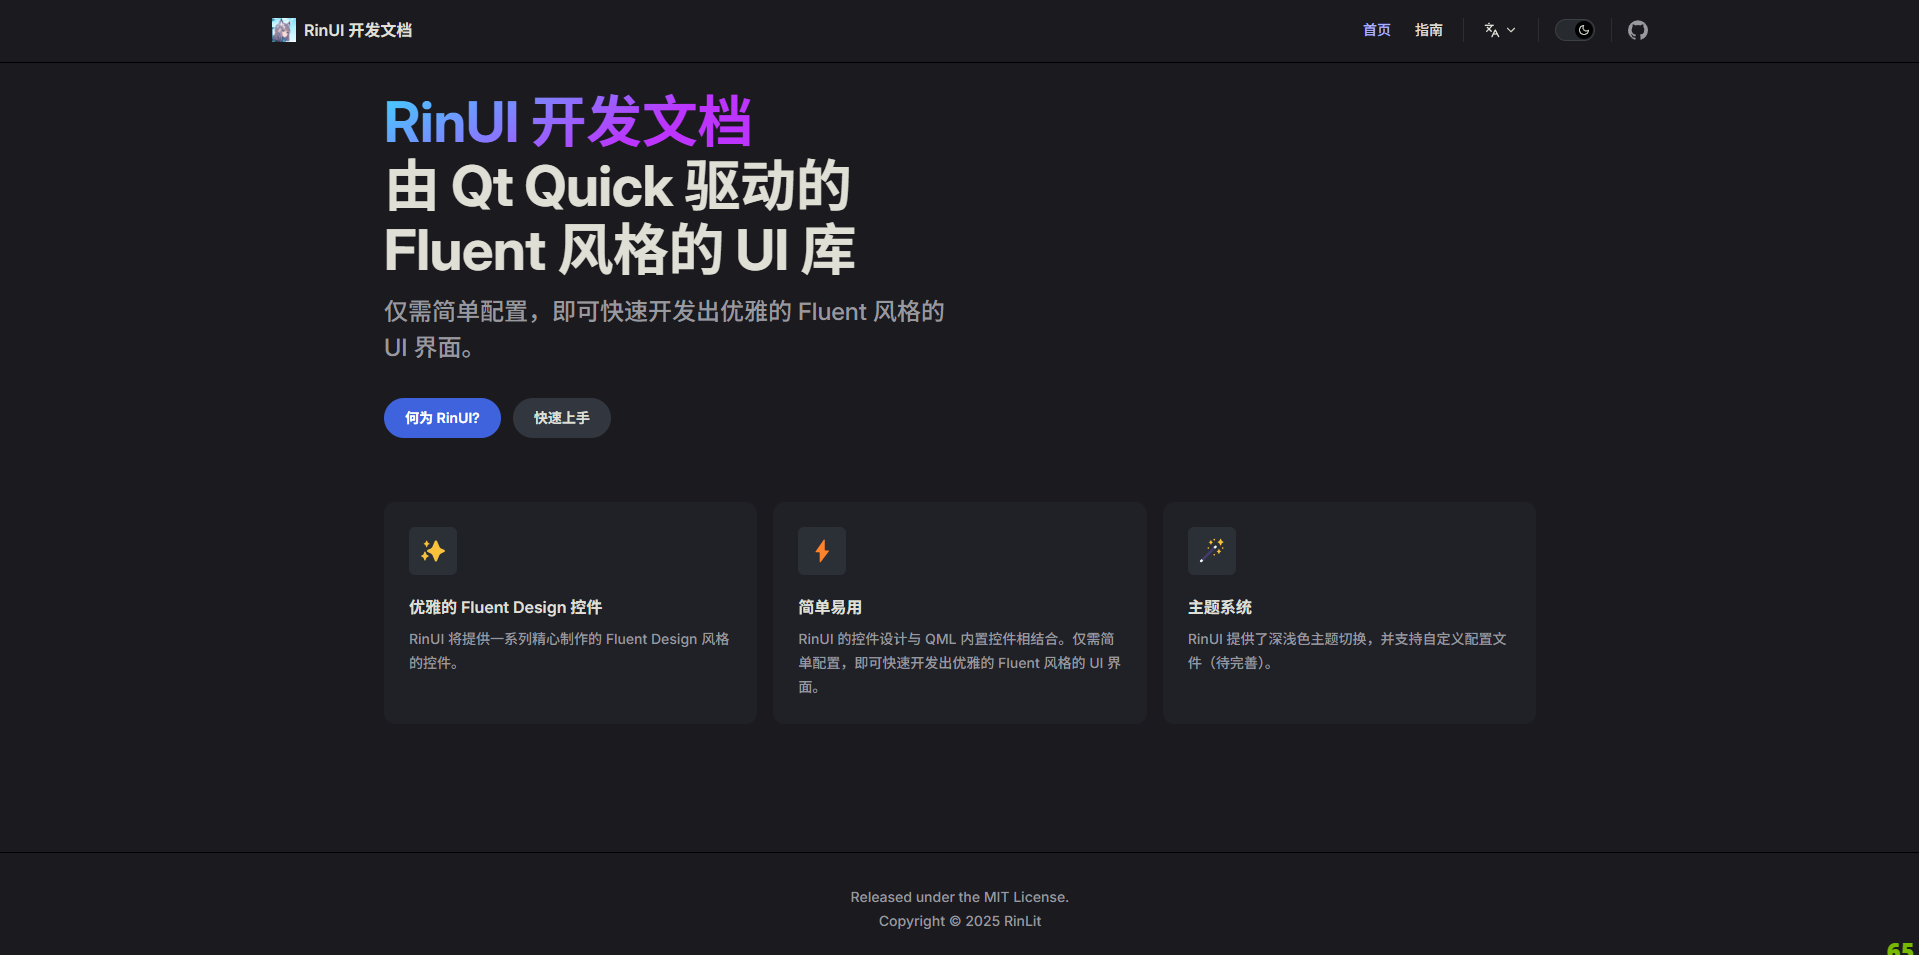 RinUI 开发文档
首页
指南
RinUI 开发文档
由 Qt Quick 驱动的
Fluent 风格的 UI 库
仅需简单配置，即可快速开发出优雅的 Fluent 风格的
UI 界面。
何为 RinUI?
快速上手
优雅的 Fluent Design 控件
RinUI 将提供一系列精心制作的 Fluent Design 风格
的控件。
简单易用
RinUI 的控件设计与 QML 内置控件相结合。仅需简
单配置，即可快速开发出优雅的 Fluent 风格的 UI 界
面。
主题系统
RinUI 提供了深浅色主题切换，并支持自定义配置文
件（待完善）。
Released under the MIT License.
Copyright © 2025 RinLit
65